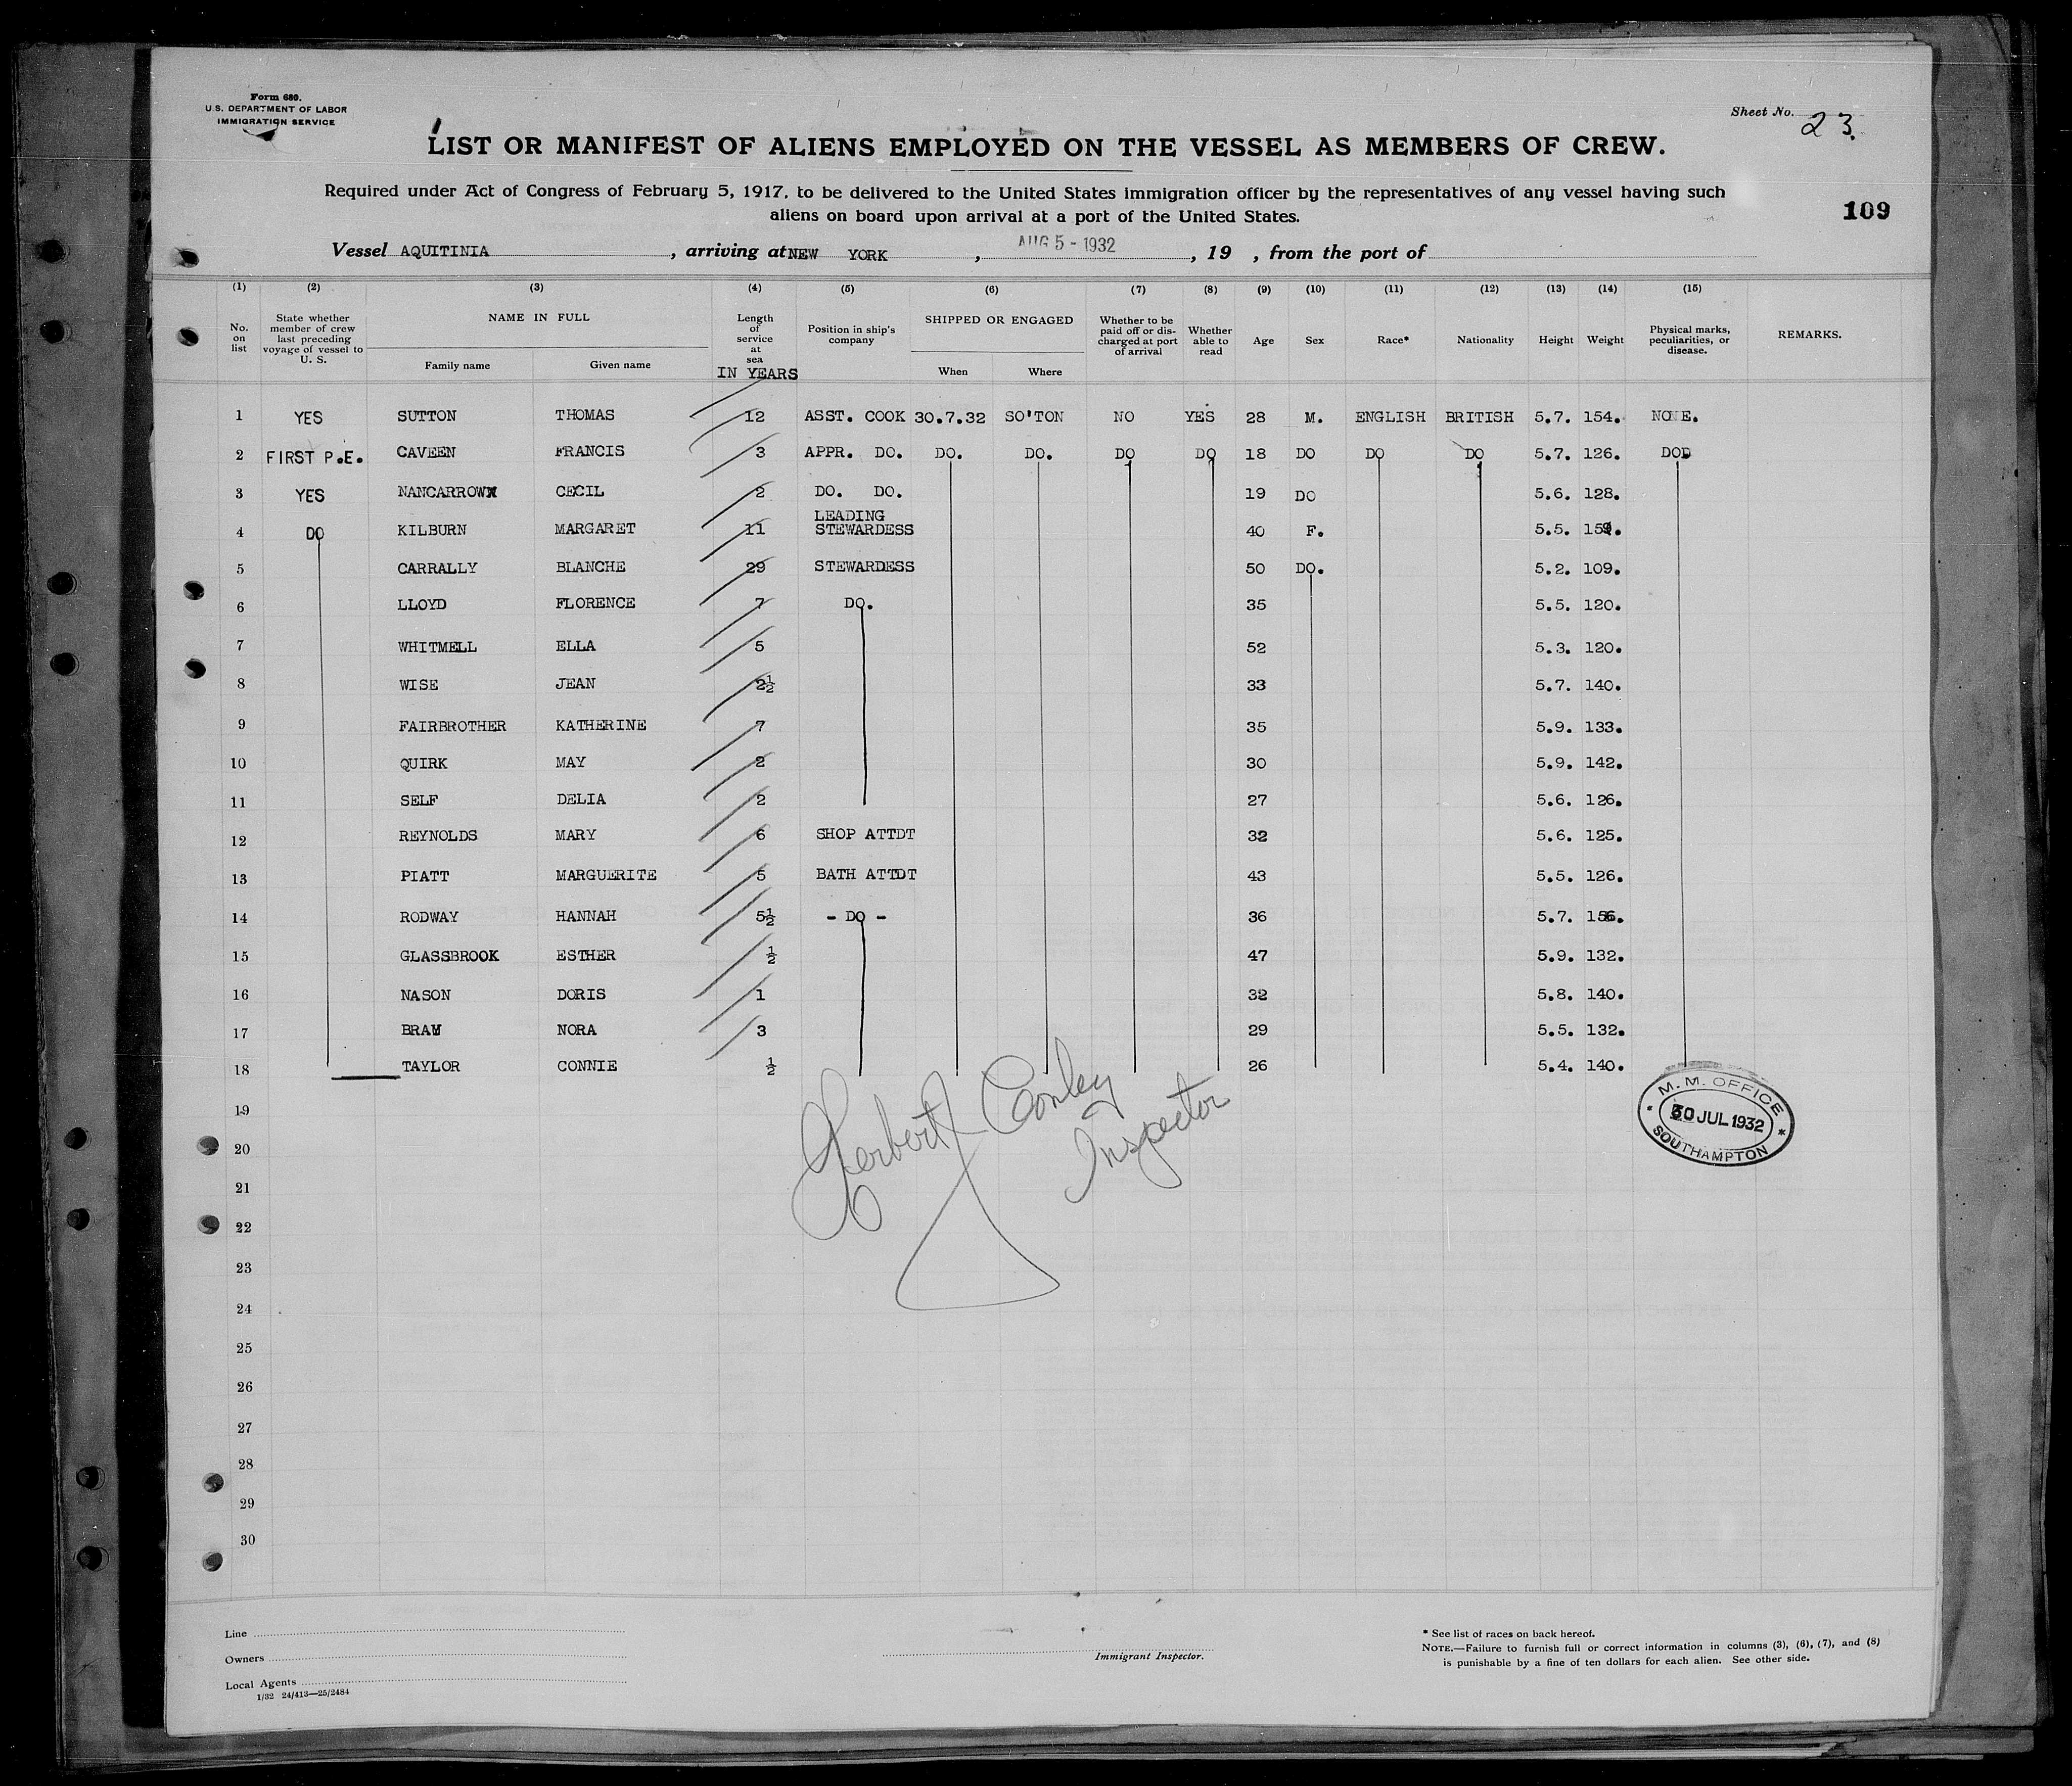 Form 680.
U.S. DEPARTMENT OF LABOR
IMMIGRATION SERVICE
Sheet No. 23.
LIST OR MANIFEST OF ALIENS EMPLOYED ON THE VESSEL AS MEMBERS OF CREW.
Required under Act of Congress of February 5, 1917, to be delivered to the United States immigration officer by the representatives of any vessel having such
aliens on board upon arrival at a port of the United States.
109
Vessel AQUITINIA, arriving at NEW YORK, AUG 5 - 1932, 19 , from the port of
(1) (2) (3) (4) (5) (6) (7) (8) (9) (10) (11) (12) (13) (14) (15)
No. on list
State whether member of crew last preceding voyage of vessel to U. S.
NAME IN FULL
Family name Given name
Length of service at sea
IN YEARS
Position in ship's company
SHIPPED OR ENGAGED
When Where
Whether to be paid off or discharged at port of arrival
Whether able to read
Age Sex Race* Nationality Height Weight
Physical marks, peculiarities, or disease.
REMARKS.
1 YES SUTTON THOMAS 12 ASST. COOK 30.7.32 SO'TON NO YES 28 M. ENGLISH BRITISH 5.7. 154. NONE.
2 FIRST P.E. CAVEEN FRANCIS 3 APPR. DO. DO. DO. DO DO 18 DO DO DO 5.7. 126. DOD
3 YES NANCARROW CECIL 2 DO. DO. 19 DO 5.6. 128.
4 DO KILBURN MARGARET 11 LEADING STEWARDESS 40 F. 5.5. 159.
5 CARRALLY BLANCHE 29 STEWARDESS 50 DO. 5.2. 109.
6 LLOYD FLORENCE 7 DO. 35 5.5. 120.
7 WHITMELL ELLA 5 52 5.3. 120.
8 WISE JEAN 2½ 33 5.7. 140.
9 FAIRBROTHER KATHERINE 7 35 5.9. 133.
10 QUIRK MAY 2 30 5.9. 142.
11 SELF DELIA 2 27 5.6. 126.
12 REYNOLDS MARY 6 SHOP ATTDT 32 5.6. 125.
13 PIATT MARGUERITE 5 BATH ATTDT 43 5.5. 126.
14 RODWAY HANNAH 5½ - DO - 36 5.7. 156.
15 GLASSBROOK ESTHER ½ 47 5.9. 132.
16 NASON DORIS 1 32 5.8. 140.
17 NORA 3 29 5.5. 132.
18 TAYLOR CONNIE ½ 26 5.4. 140.
19
20
21
22
23
24
25
26
27
28
29
30
Herbert J Conley
Inspector
M. M. OFFICE
30 JUL 1932
SOUTHAMPTON
Line
Owners
Local Agents
1/32 24/413—25/2484
Immigrant Inspector.
* See list of races on back hereof.
NOTE.—Failure to furnish full or correct information in columns (3), (6), (7), and (8)
is punishable by a fine of ten dollars for each alien. See other side.